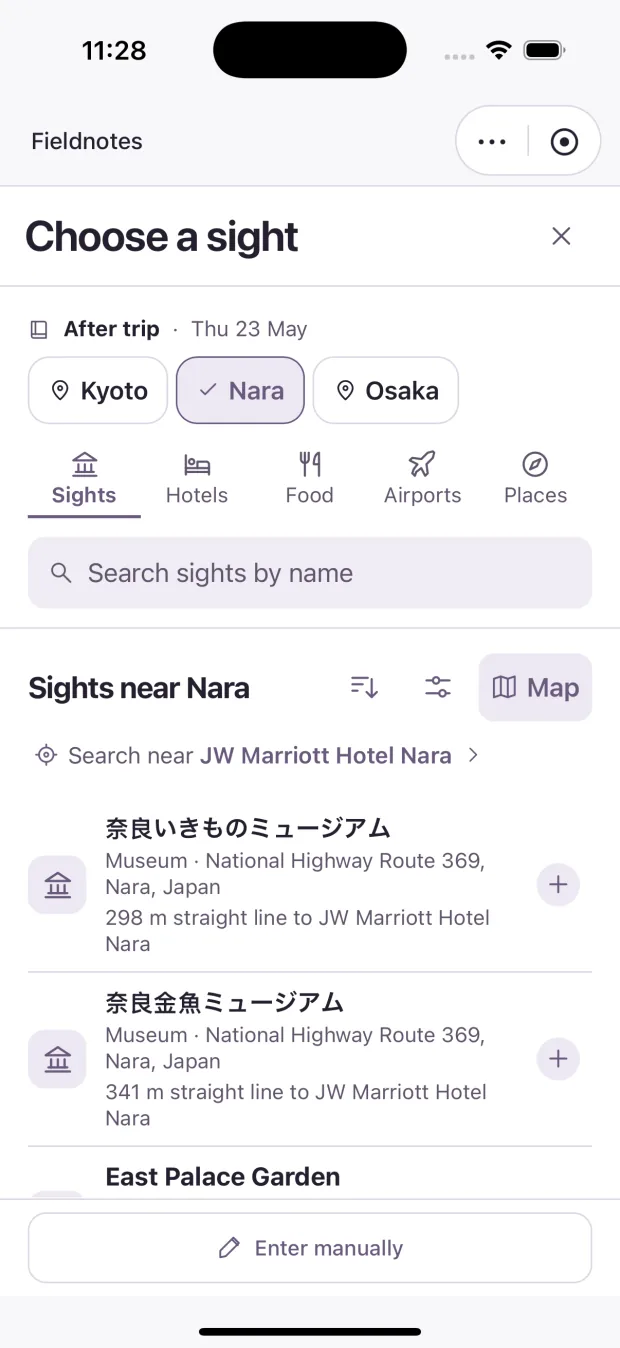 11:28
Fieldnotes
Choose a sight
After trip · Thu 23 May
Kyoto
Nara
Osaka
Sights
Hotels
Food
Airports
Places
Search sights by name
Sights near Nara
Map
Search near JW Marriott Hotel Nara
奈良いきものミュージアム
Museum · National Highway Route 369,
Nara, Japan
298 m straight line to JW Marriott Hotel
Nara
奈良金魚ミュージアム
Museum · National Highway Route 369,
Nara, Japan
341 m straight line to JW Marriott Hotel
Nara
East Palace Garden
Enter manually